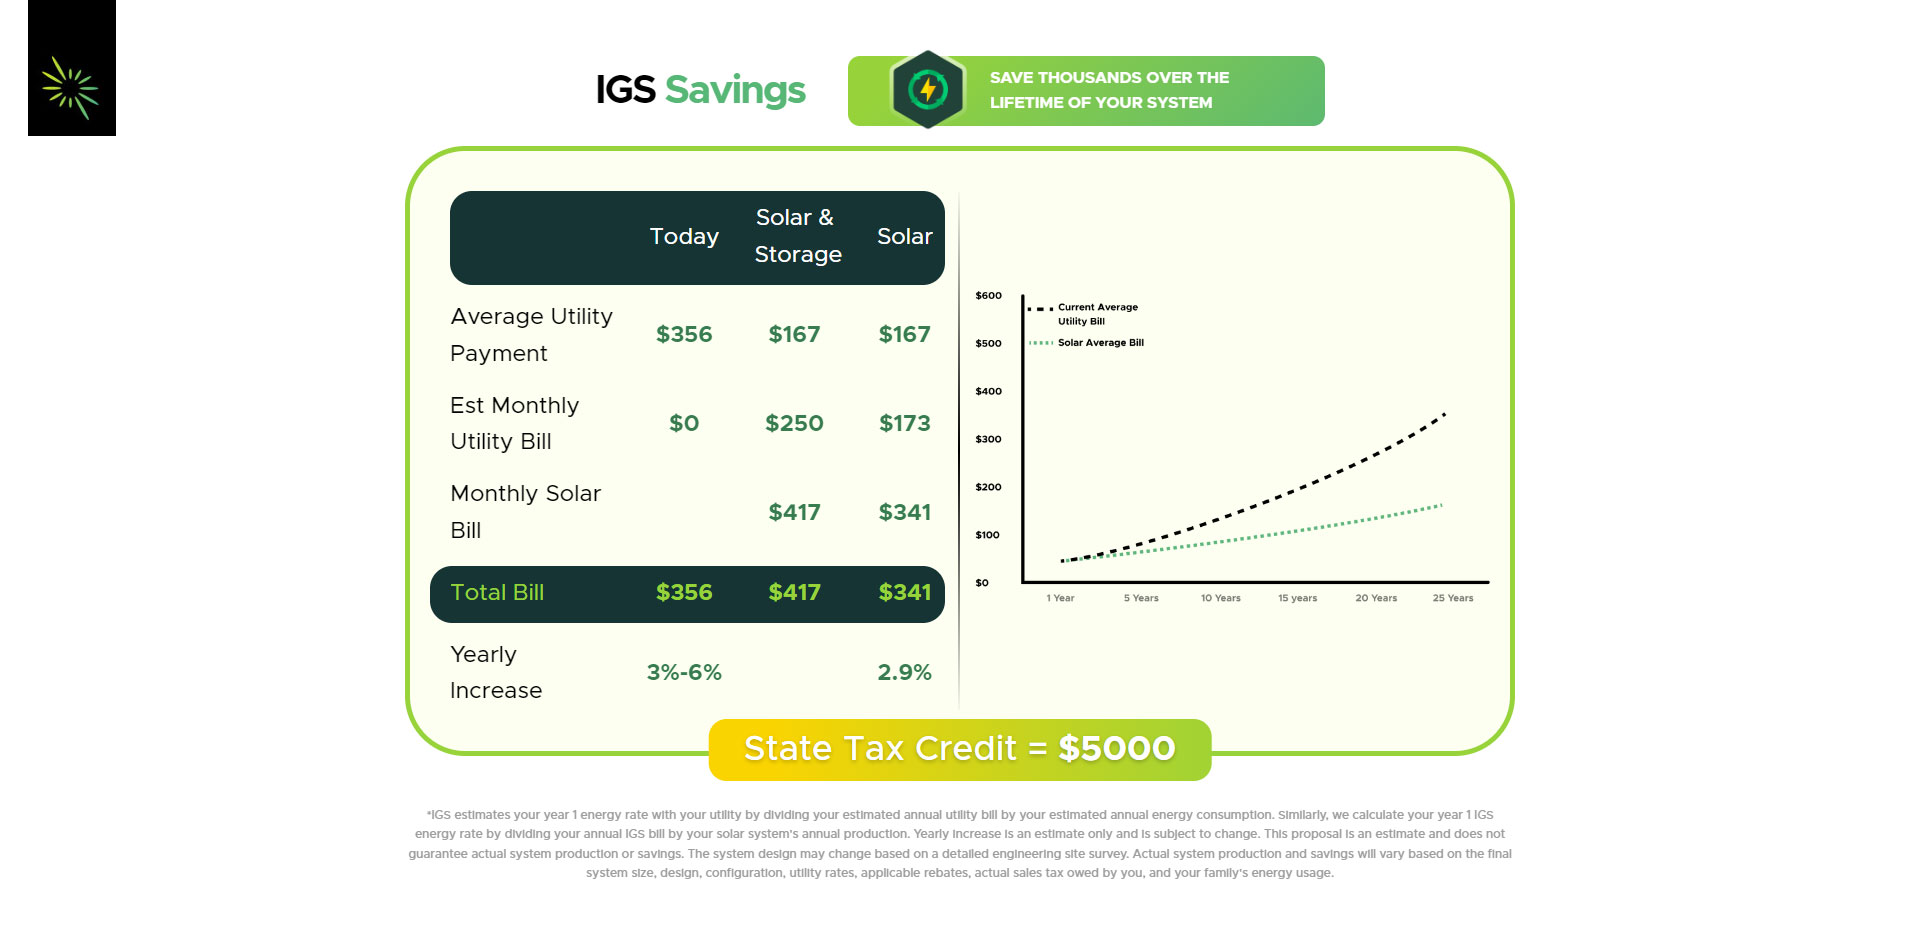 IGS Savings
SAVE THOUSANDS OVER THE
LIFETIME OF YOUR SYSTEM
Today
Solar &
Storage
Solar
Average Utility
Payment
$356
$167
$167
Est Monthly
Utility Bill
$0
$250
$173
Monthly Solar
Bill
$417
$341
Total Bill
$356
$417
$341
Yearly
Increase
3%-6%
2.9%
$600
$500
$400
$300
$200
$100
$0
Current Average
Utility Bill
Solar Average Bill
1 Year
5 Years
10 Years
15 years
20 Years
25 Years
State Tax Credit = $5000
*IGS estimates your year 1 energy rate with your utility by dividing your estimated annual utility bill by your estimated annual energy consumption. Similarly, we calculate your year 1 IGS
energy rate by dividing your annual IGS bill by your solar system's annual production. Yearly Increase is an estimate only and is subject to change. This proposal is an estimate and does not
guarantee actual system production or savings. The system design may change based on a detailed engineering site survey. Actual system production and savings will vary based on the final
system size, design, configuration, utility rates, applicable rebates, actual sales tax owed by you, and your family's energy usage.